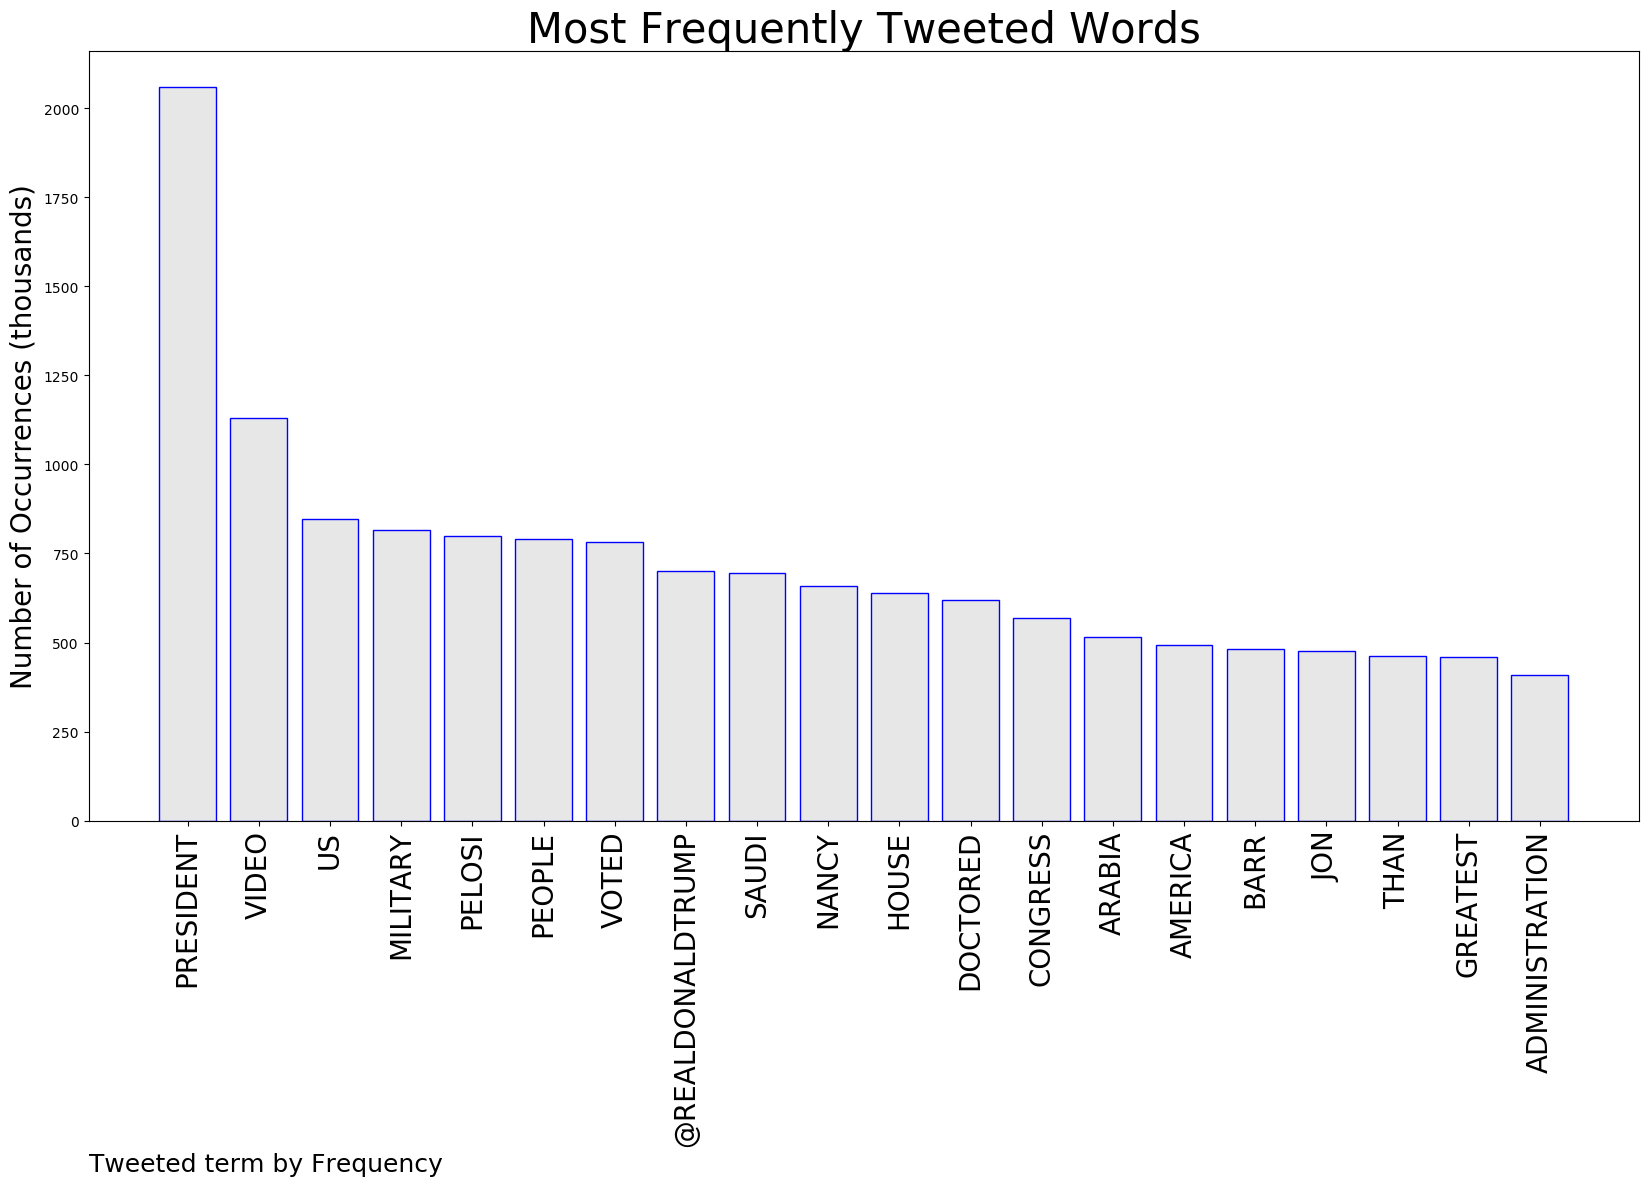 Most Frequently Tweeted Words
Number of Occurrences (thousands)
2000
1750
1500
1250
1000
750
500
250
0
PRESIDENT
VIDEO
US
MILITARY
PELOSI
PEOPLE
VOTED
@REALDONALDTRUMP
SAUDI
NANCY
HOUSE
DOCTORED
CONGRESS
ARABIA
AMERICA
BARR
JON
THAN
GREATEST
ADMINISTRATION
Tweeted term by Frequency